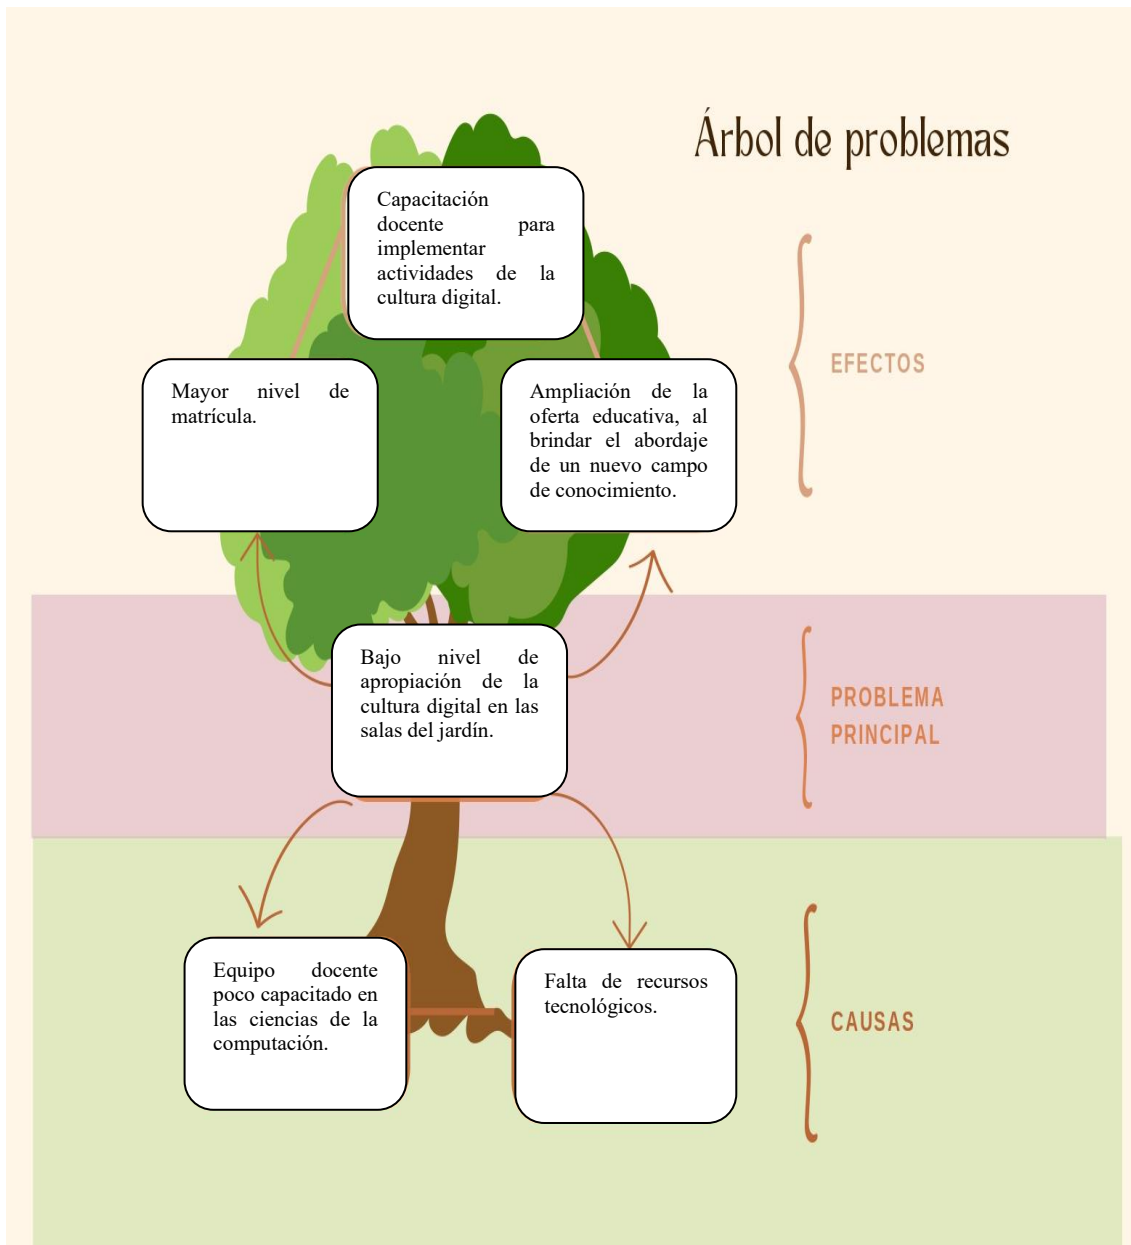 Árbol de problemas
Capacitación
docente para
implementar
actividades de la
cultura digital.
EFECTOS
Mayor nivel de
matrícula.
Ampliación de la
oferta educativa, al
brindar el abordaje
de un nuevo campo
de conocimiento.
Bajo nivel de
apropiación de la
cultura digital en las
salas del jardín.
PROBLEMA
PRINCIPAL
Equipo docente
poco capacitado en
las ciencias de la
computación.
Falta de recursos
tecnológicos.
CAUSAS